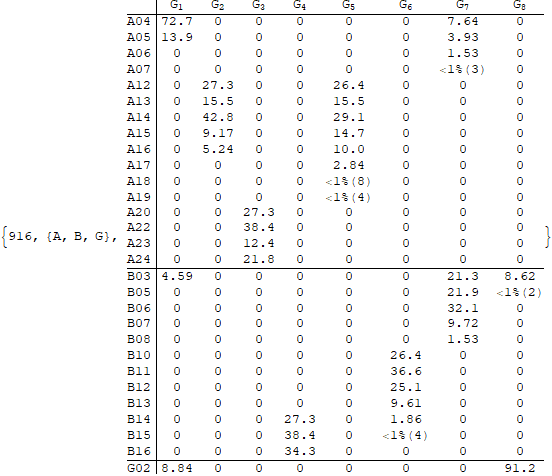 G₁ G₂ G₃ G₄ G₅ G₆ G₇ G₈
A04 72.7 0 0 0 0 0 7.64 0
A05 13.9 0 0 0 0 0 3.93 0
A06 0 0 0 0 0 0 1.53 0
A07 0 0 0 0 0 0 <1%(3) 0
A12 0 27.3 0 0 26.4 0 0 0
A13 0 15.5 0 0 15.5 0 0 0
A14 0 42.8 0 0 29.1 0 0 0
A15 0 9.17 0 0 14.7 0 0 0
A16 0 5.24 0 0 10.0 0 0 0
A17 0 0 0 0 2.84 0 0 0
A18 0 0 0 0 <1%(8) 0 0 0
A19 0 0 0 0 <1%(4) 0 0 0
A20 0 0 27.3 0 0 0 0 0
A22 0 0 38.4 0 0 0 0 0
{916, {A, B, G}, A23 0 0 12.4 0 0 0 0 0 }
A24 0 0 21.8 0 0 0 0 0
B03 4.59 0 0 0 0 0 21.3 8.62
B05 0 0 0 0 0 0 21.9 <1%(2)
B06 0 0 0 0 0 0 32.1 0
B07 0 0 0 0 0 0 9.72 0
B08 0 0 0 0 0 0 1.53 0
B10 0 0 0 0 0 26.4 0 0
B11 0 0 0 0 0 36.6 0 0
B12 0 0 0 0 0 25.1 0 0
B13 0 0 0 0 0 9.61 0 0
B14 0 0 0 27.3 0 1.86 0 0
B15 0 0 0 38.4 0 <1%(4) 0 0
B16 0 0 0 34.3 0 0 0 0
G02 8.84 0 0 0 0 0 0 91.2